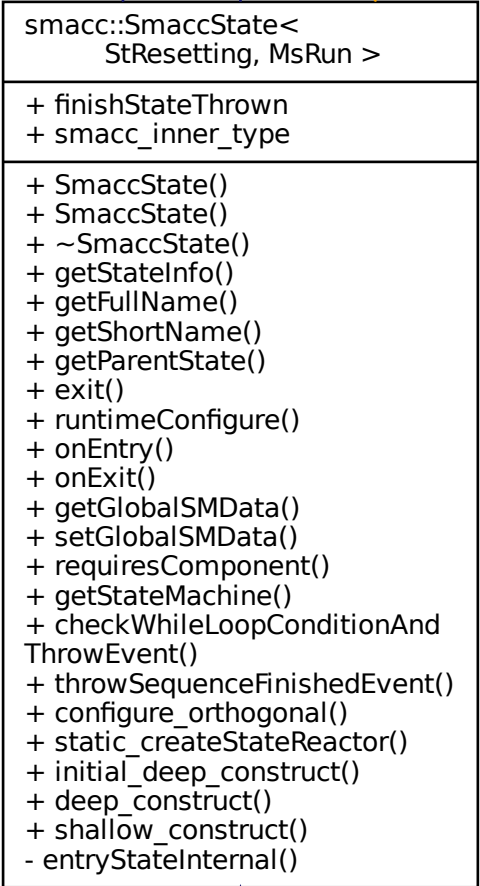 smacc::SmaccState<
StResetting, MsRun >
+ finishStateThrown
+ smacc_inner_type
+ SmaccState()
+ SmaccState()
+ ~SmaccState()
+ getStateInfo()
+ getFullName()
+ getShortName()
+ getParentState()
+ exit()
+ runtimeConfigure()
+ onEntry()
+ onExit()
+ getGlobalSMData()
+ setGlobalSMData()
+ requiresComponent()
+ getStateMachine()
+ checkWhileLoopConditionAnd
ThrowEvent()
+ throwSequenceFinishedEvent()
+ configure_orthogonal()
+ static_createStateReactor()
+ initial_deep_construct()
+ deep_construct()
+ shallow_construct()
- entryStateInternal()